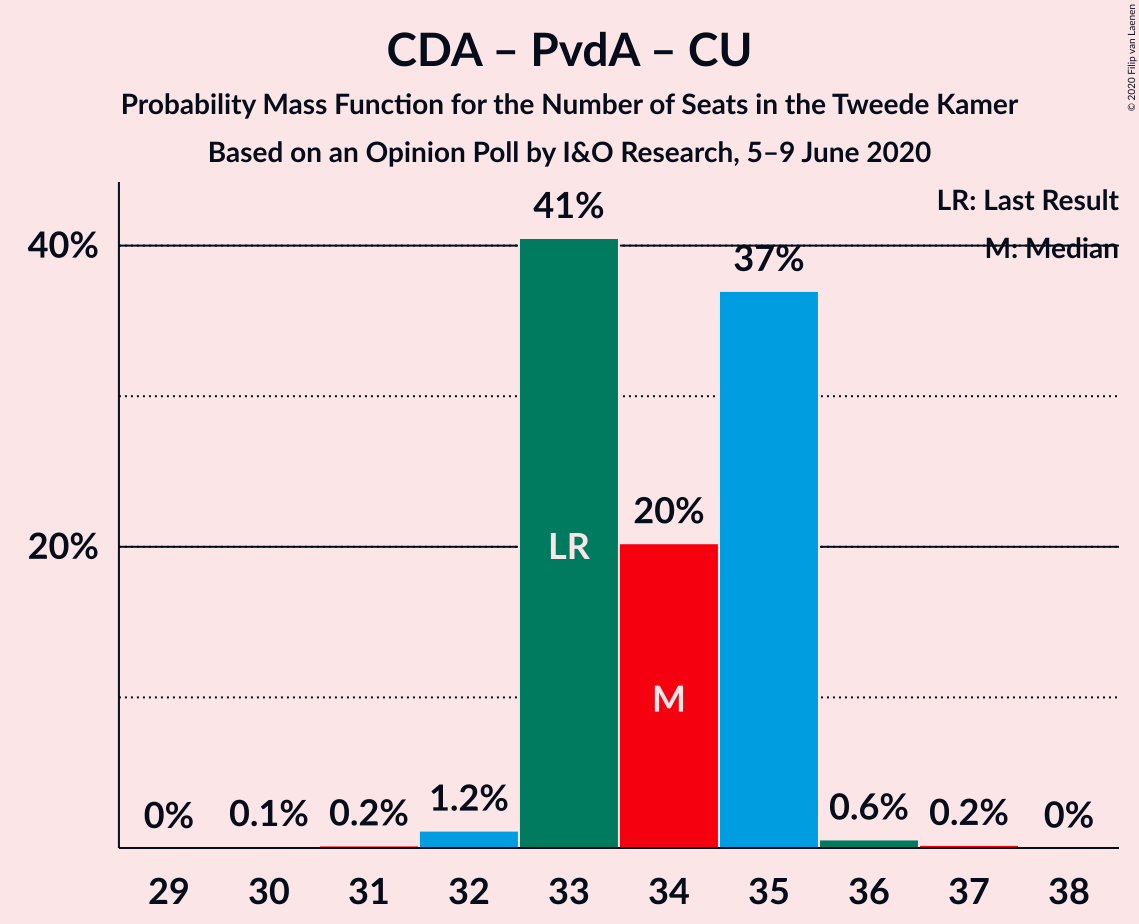 CDA – PvdA – CU
Probability Mass Function for the Number of Seats in the Tweede Kamer
Based on an Opinion Poll by I&O Research, 5–9 June 2020
© 2020 Filip van Laenen
LR: Last Result
M: Median
40%
20%
0%
0.1%
0.2%
1.2%
41%
LR
20%
M
37%
0.6%
0.2%
0%
29 30 31 32 33 34 35 36 37 38